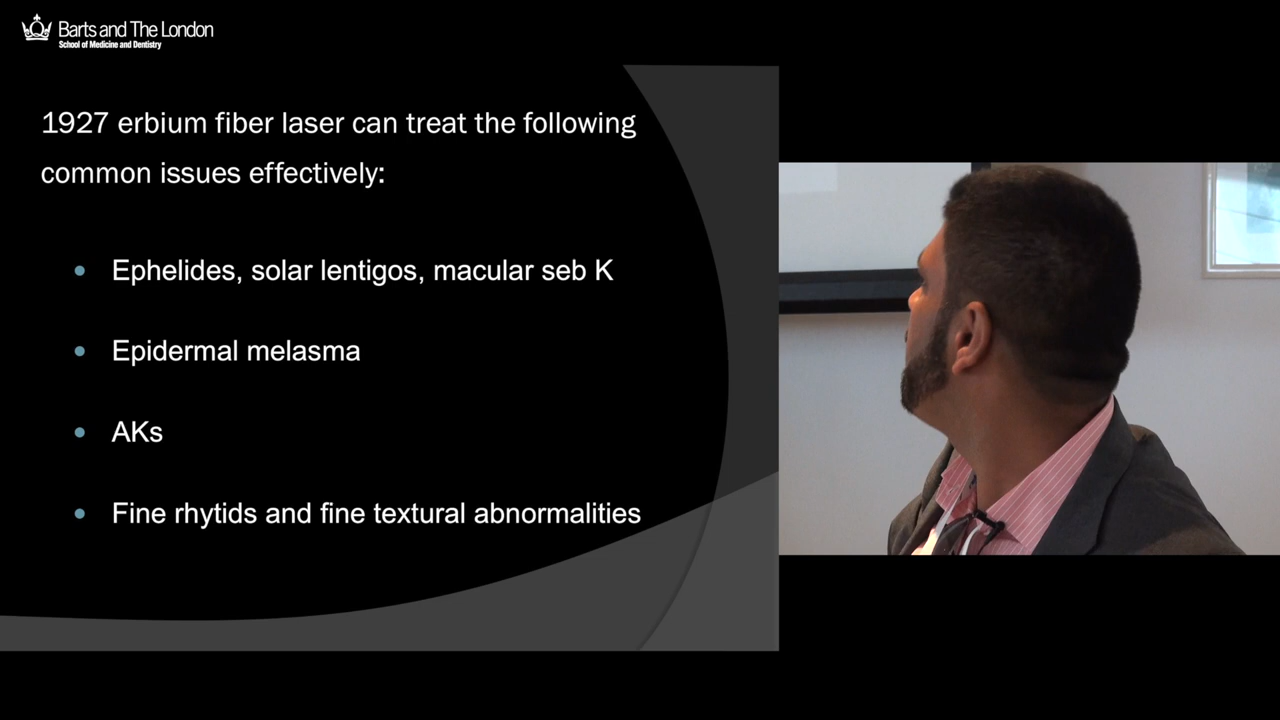 Barts and The London
School of Medicine and Dentistry
1927 erbium fiber laser can treat the following
common issues effectively:
• Ephelides, solar lentigos, macular seb K
• Epidermal melasma
• AKs
• Fine rhytids and fine textural abnormalities